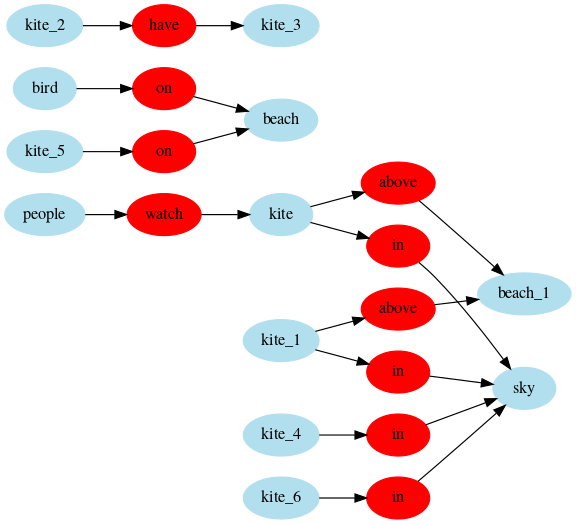 kite_2 have kite_3
bird on
beach
kite_5 on
above
people watch kite
in
beach_1
above
kite_1
in
sky
kite_4 in
kite_6 in